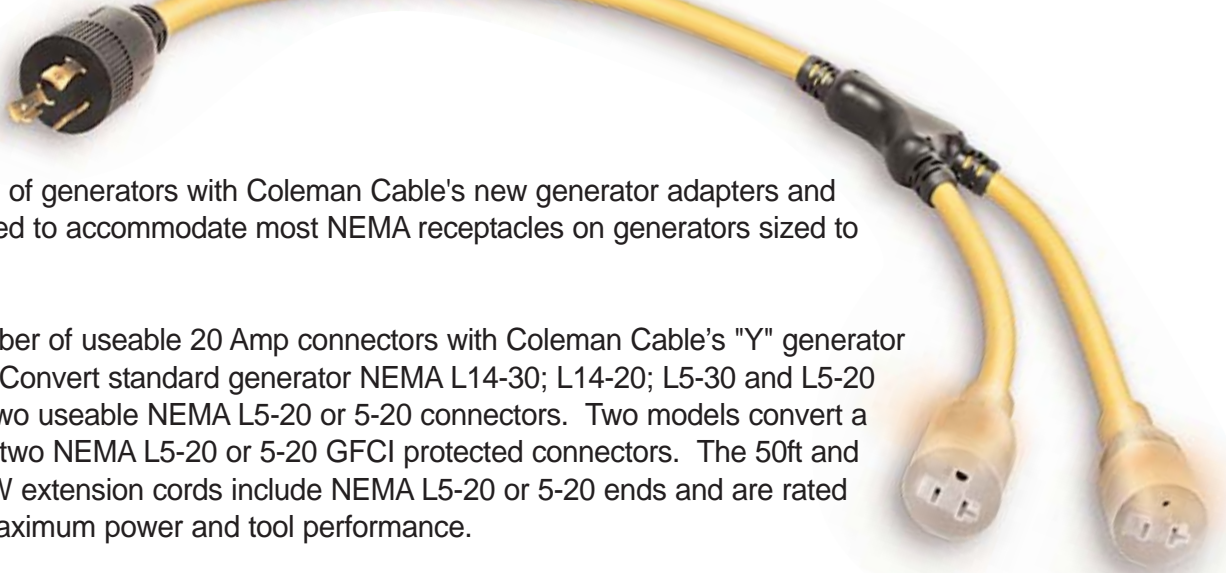 of generators with Coleman Cable's new generator adapters and
to accommodate most NEMA receptacles on generators sized to
of useable 20 Amp connectors with Coleman Cable’s "Y" generator
Convert standard generator NEMA L14-30; L14-20; L5-30 and L5-20
useable NEMA L5-20 or 5-20 connectors. Two models convert a
two NEMA L5-20 or 5-20 GFCI protected connectors. The 50ft and
extension cords include NEMA L5-20 or 5-20 ends and are rated
power and tool performance.